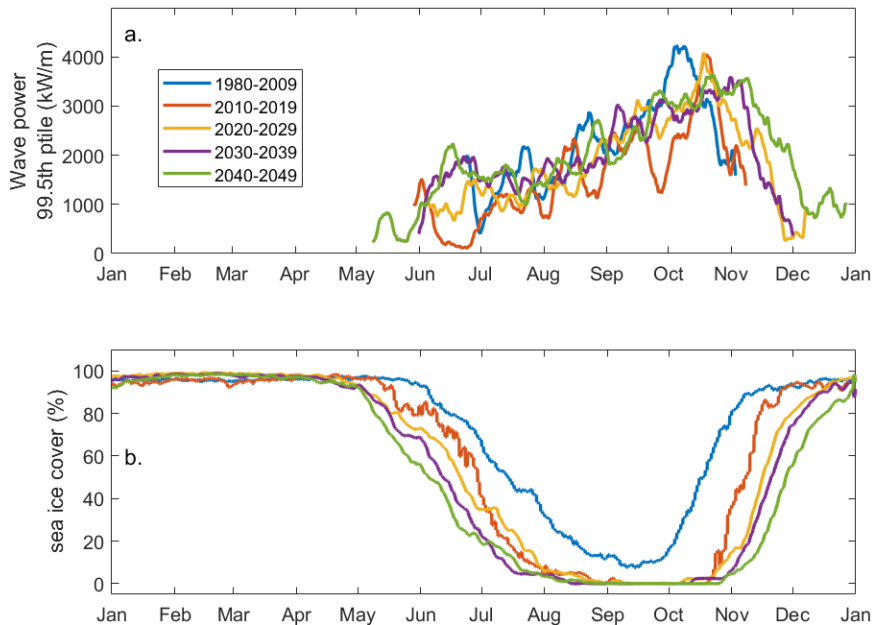 a.
Wave power
99.5th ptile (kW/m)
4000
3000
2000
1000
0
1980-2009
2010-2019
2020-2029
2030-2039
2040-2049
Jan Feb Mar Apr May Jun Jul Aug Sep Oct Nov Dec Jan
b.
sea ice cover (%)
100
80
60
40
20
0
Jan Feb Mar Apr May Jun Jul Aug Sep Oct Nov Dec Jan